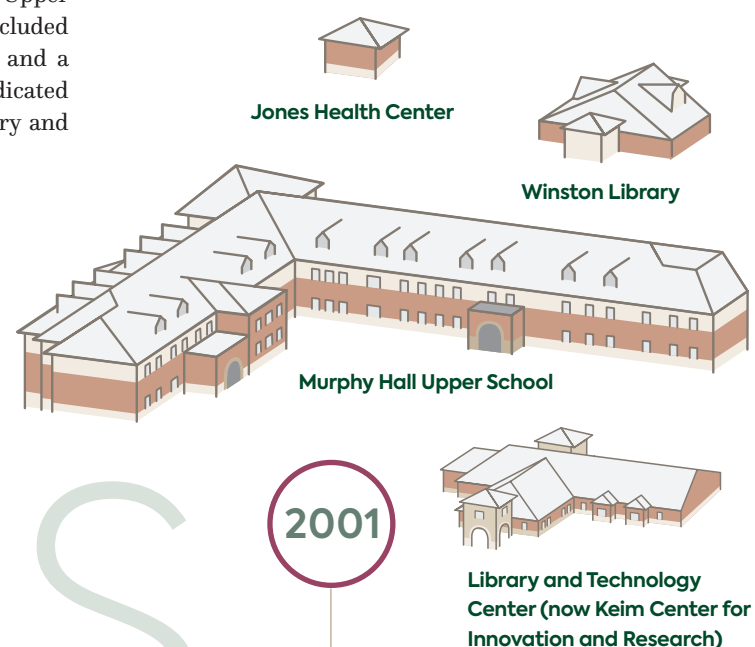 Upper
cluded
and a
dicated
ry and
Jones Health Center
Winston Library
Murphy Hall Upper School
S
2001
Library and Technology
Center (now Keim Center for
Innovation and Research)